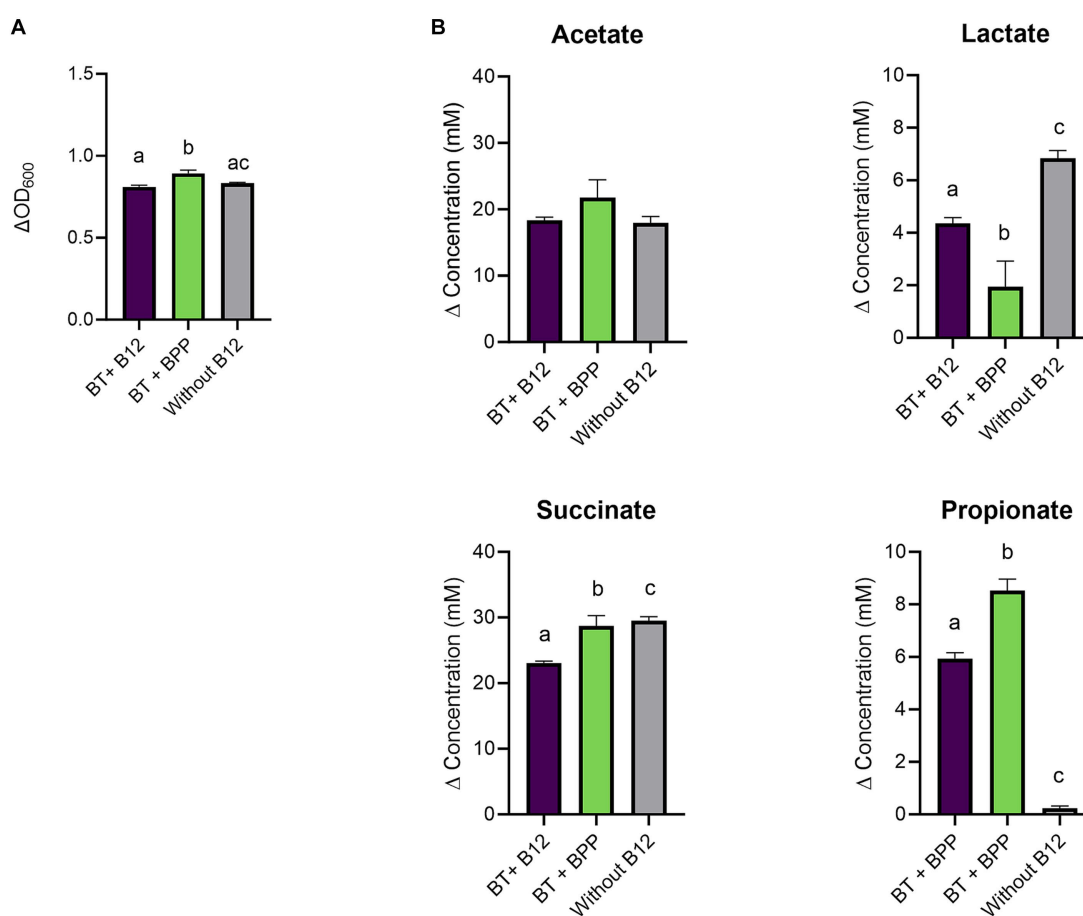 A
1.5
1.0
0.5
0.0
ΔOD600
a
b
ac
BT+ B12
BT + BPP
Without B12
B
Acetate
40
30
20
10
0
Δ Concentration (mM)
BT+ B12
BT + BPP
Without B12
Lactate
10
8
6
4
2
0
Δ Concentration (mM)
a
b
c
BT+ B12
BT + BPP
Without B12
Succinate
40
30
20
10
0
Δ Concentration (mM)
a
b
c
BT+ B12
BT + BPP
Without B12
Propionate
10
8
6
4
2
0
Δ Concentration (mM)
a
b
c
BT + BPP
BT + BPP
Without B12